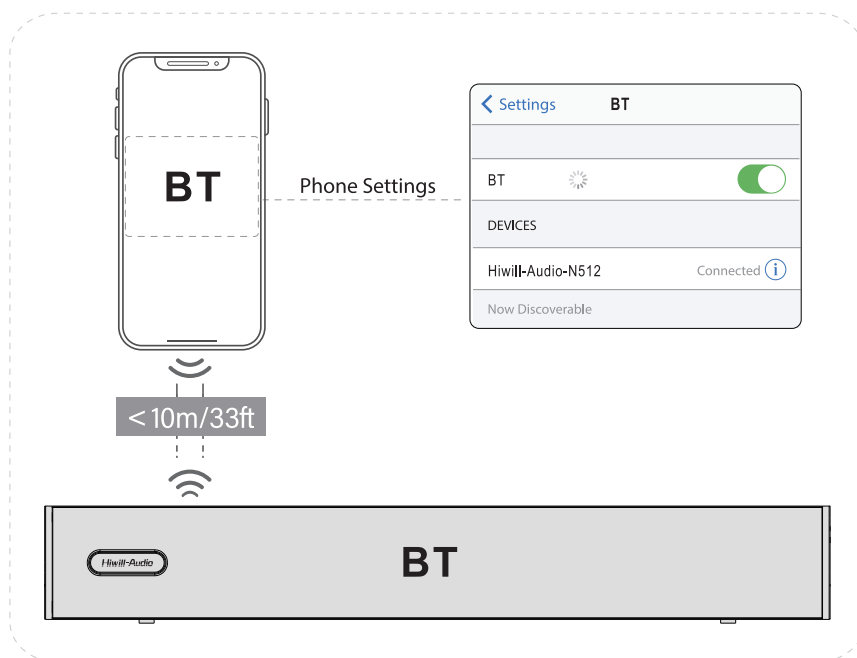 BT
Phone Settings
Settings BT
BT
DEVICES
Hiwill-Audio-N512 Connected i
Now Discoverable
<10m/33ft
Hiwill-Audio
BT